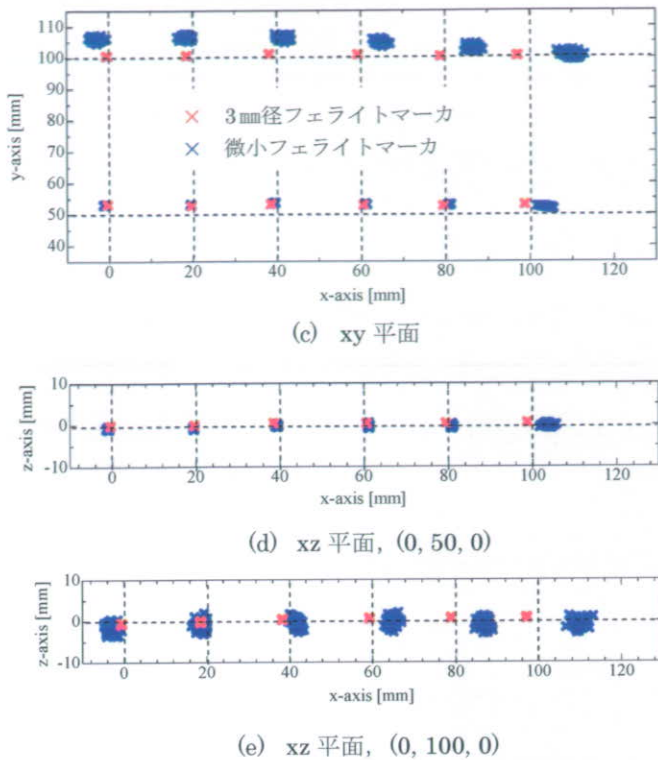 110
100
90
80
70
60
50
40
y-axis [mm]
× 3㎜径フェライトマーカ
× 微小フェライトマーカ
0 20 40 60 80 100 120
x-axis [mm]
(c) xy 平面
10
0
-10
z-axis [mm]
0 20 40 60 80 100 120
x-axis [mm]
(d) xz 平面, (0, 50, 0)
10
0
-10
z-axis [mm]
0 20 40 60 80 100 120
x-axis [mm]
(e) xz 平面, (0, 100, 0)